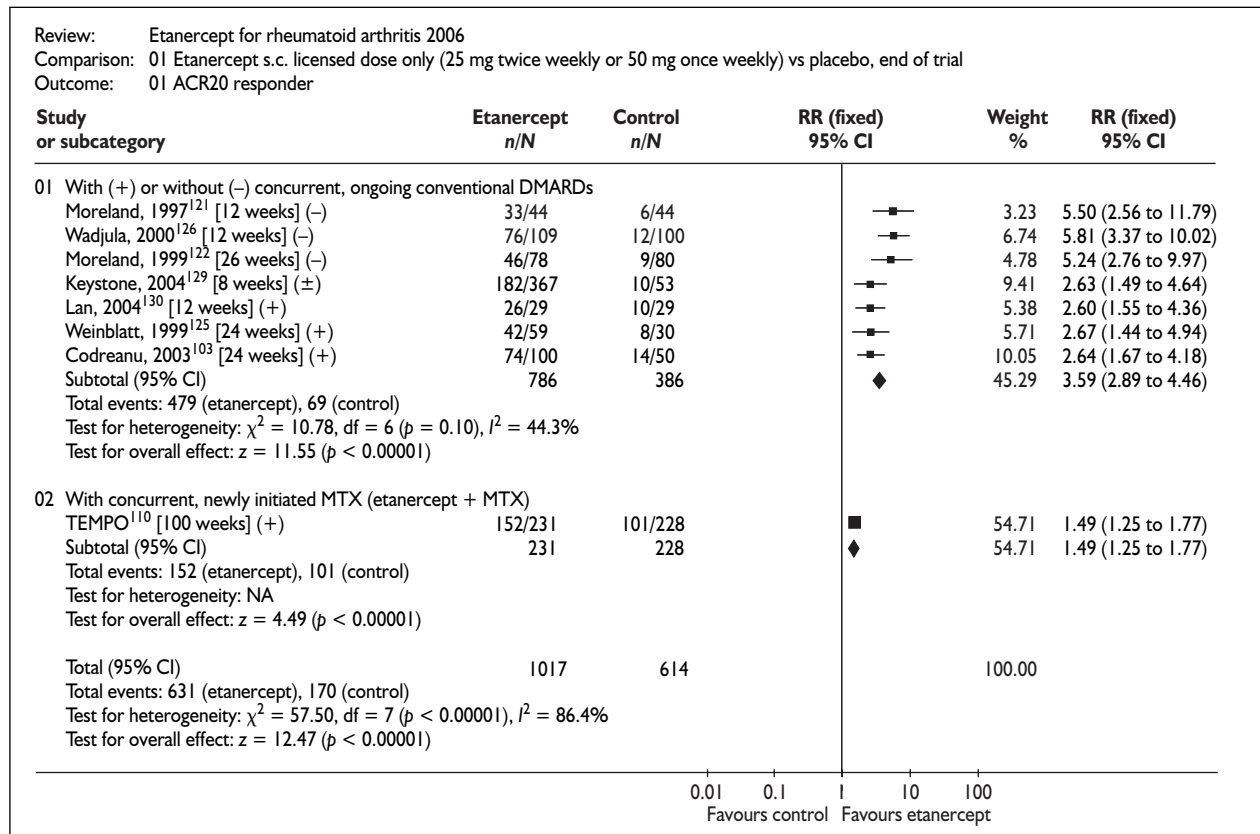 Review: Etanercept for rheumatoid arthritis 2006
Comparison: 01 Etanercept s.c. licensed dose only (25 mg twice weekly or 50 mg once weekly) vs placebo, end of trial
Outcome: 01 ACR20 responder
Study Etanercept Control RR (fixed) Weight RR (fixed)
or subcategory n/N n/N 95% CI % 95% CI
01 With (+) or without (–) concurrent, ongoing conventional DMARDs
Moreland, 1997121 [12 weeks] (–) 33/44 6/44 3.23 5.50 (2.56 to 11.79)
Wadjula, 2000126 [12 weeks] (–) 76/109 12/100 6.74 5.81 (3.37 to 10.02)
Moreland, 1999122 [26 weeks] (–) 46/78 9/80 4.78 5.24 (2.76 to 9.97)
Keystone, 2004129 [8 weeks] (±) 182/367 10/53 9.41 2.63 (1.49 to 4.64)
Lan, 2004130 [12 weeks] (+) 26/29 10/29 5.38 2.60 (1.55 to 4.36)
Weinblatt, 1999125 [24 weeks] (+) 42/59 8/30 5.71 2.67 (1.44 to 4.94)
Codreanu, 2003103 [24 weeks] (+) 74/100 14/50 10.05 2.64 (1.67 to 4.18)
Subtotal (95% CI) 786 386 45.29 3.59 (2.89 to 4.46)
Total events: 479 (etanercept), 69 (control)
Test for heterogeneity: χ2 = 10.78, df = 6 (p = 0.10), I2 = 44.3%
Test for overall effect: z = 11.55 (p < 0.00001)
02 With concurrent, newly initiated MTX (etanercept + MTX)
TEMPO110 [100 weeks] (+) 152/231 101/228 54.71 1.49 (1.25 to 1.77)
Subtotal (95% CI) 231 228 54.71 1.49 (1.25 to 1.77)
Total events: 152 (etanercept), 101 (control)
Test for heterogeneity: NA
Test for overall effect: z = 4.49 (p < 0.00001)
Total (95% CI) 1017 614 100.00
Total events: 631 (etanercept), 170 (control)
Test for heterogeneity: χ2 = 57.50, df = 7 (p < 0.00001), I2 = 86.4%
Test for overall effect: z = 12.47 (p < 0.00001)
0.01 0.1 1 10 100
Favours control Favours etanercept